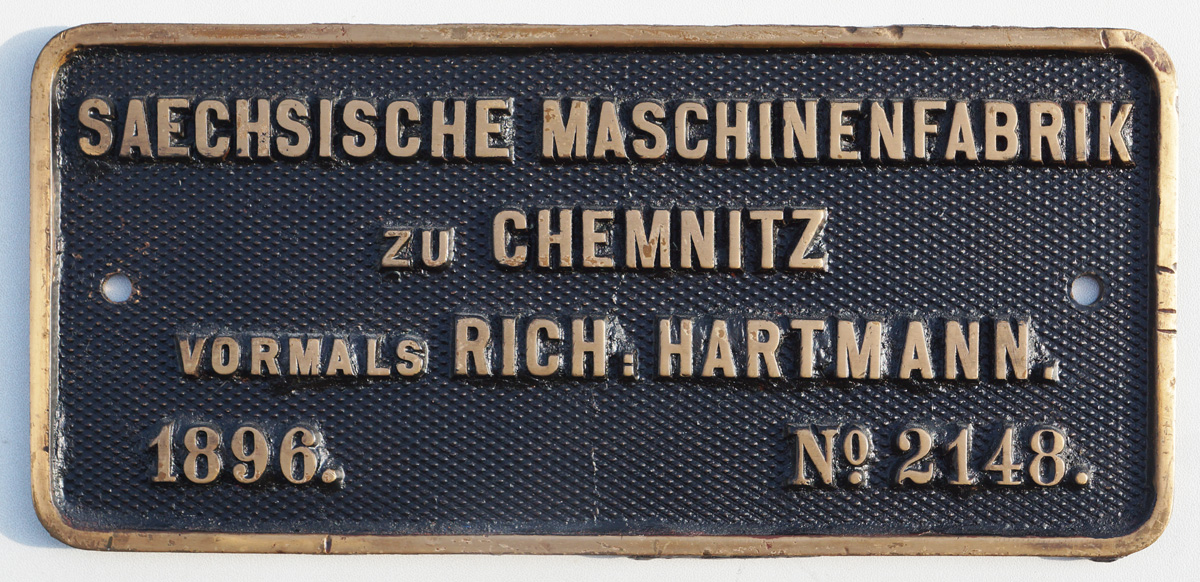 SAECHSISCHE MASCHINENFABRIK
ZU CHEMNITZ
VORMALS RICH: HARTMANN.
1896. No 2148.